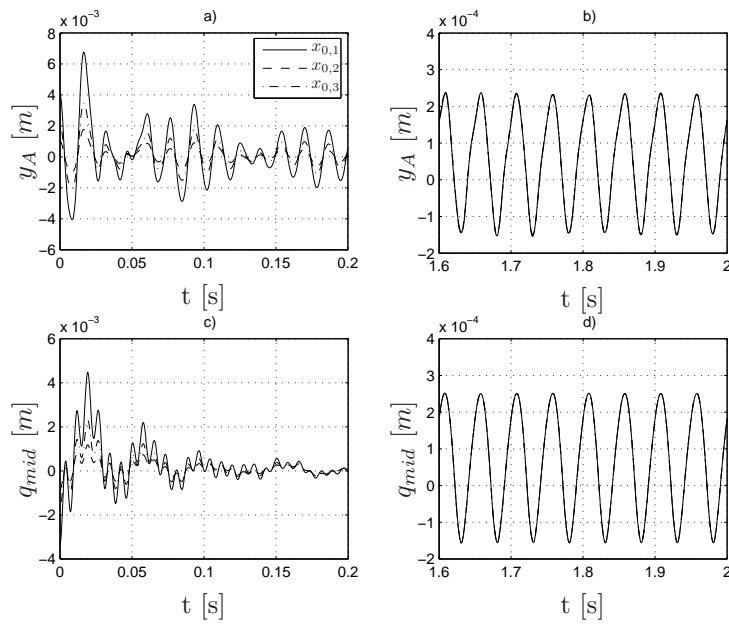 a)
x 10⁻³
8
6
4
2
0
−2
−4
−6
y_A [m]
x_{0,1}
x_{0,2}
x_{0,3}
0 0.05 0.1 0.15 0.2
t [s]
b)
x 10⁻⁴
4
3
2
1
0
−1
−2
y_A [m]
1.6 1.7 1.8 1.9 2
t [s]
c)
x 10⁻³
6
4
2
0
−2
−4
q_{mid} [m]
0 0.05 0.1 0.15 0.2
t [s]
d)
x 10⁻⁴
4
3
2
1
0
−1
−2
q_{mid} [m]
1.6 1.7 1.8 1.9 2
t [s]